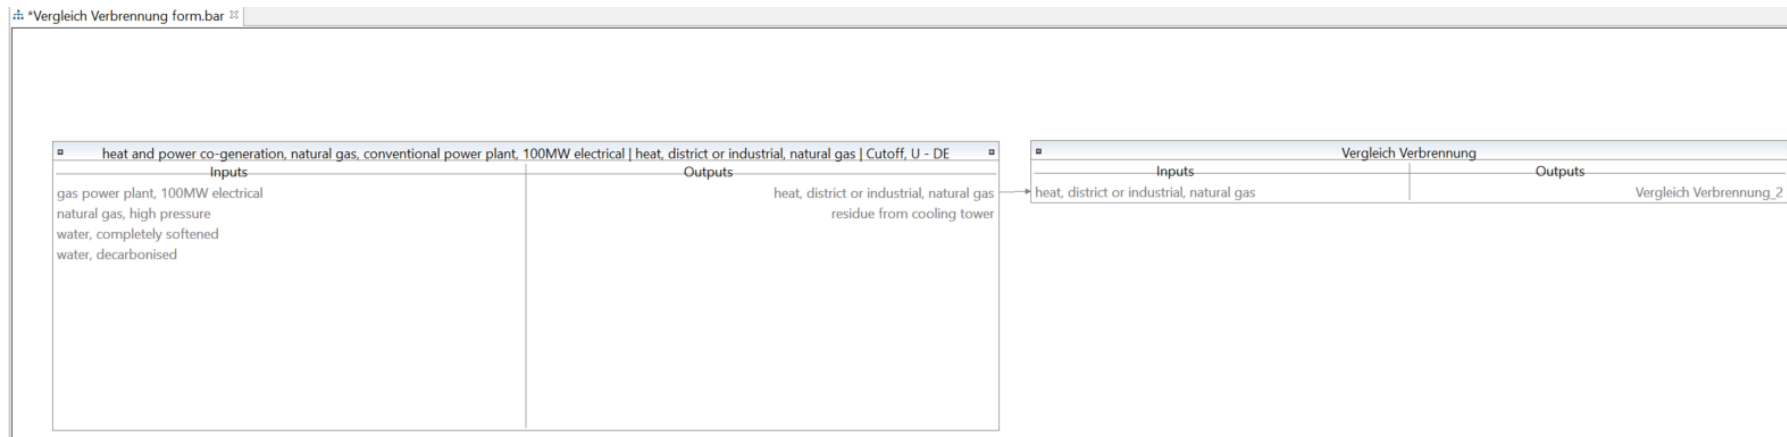 *Vergleich Verbrennung form.bar
heat and power co-generation, natural gas, conventional power plant, 100MW electrical | heat, district or industrial, natural gas | Cutoff, U - DE
Inputs
Outputs
gas power plant, 100MW electrical
natural gas, high pressure
water, completely softened
water, decarbonised
heat, district or industrial, natural gas
residue from cooling tower
Vergleich Verbrennung
Inputs
Outputs
heat, district or industrial, natural gas
Vergleich Verbrennung_2